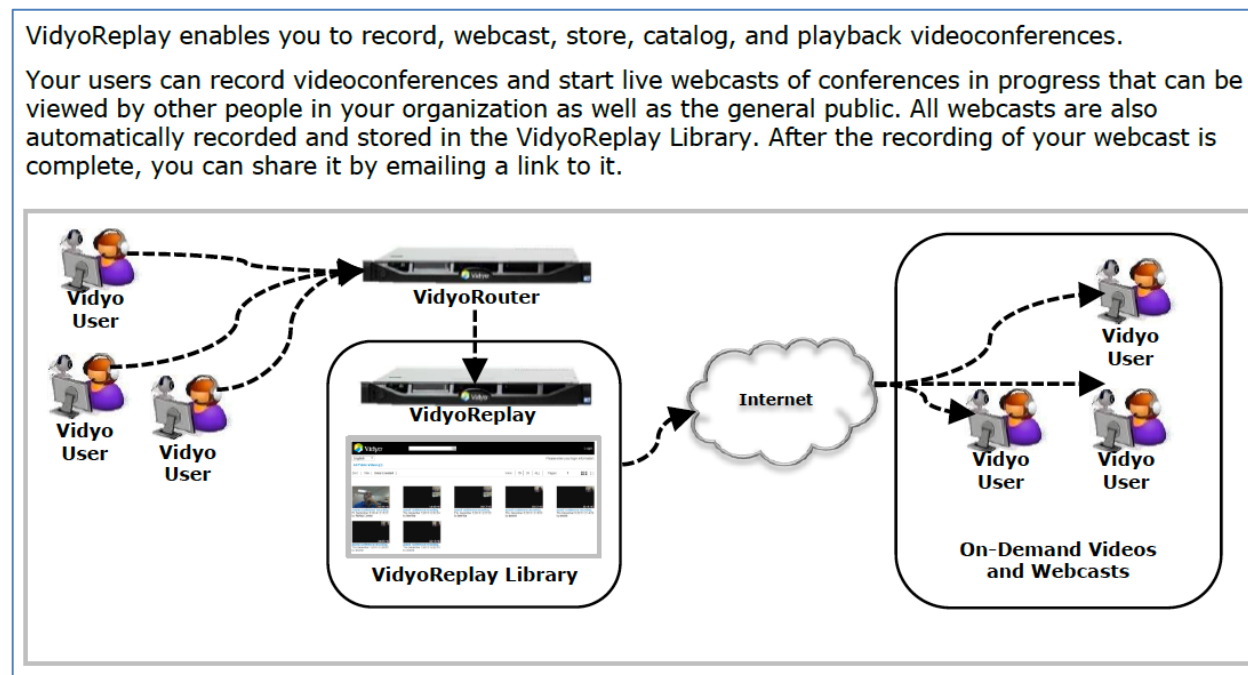 VidyoReplay enables you to record, webcast, store, catalog, and playback videoconferences.
Your users can record videoconferences and start live webcasts of conferences in progress that can be
viewed by other people in your organization as well as the general public. All webcasts are also
automatically recorded and stored in the VidyoReplay Library. After the recording of your webcast is
complete, you can share it by emailing a link to it.
Vidyo
User
Vidyo
User
Vidyo
User
Vidyo
VidyoRouter
Vidyo
VidyoReplay
Vidyo
VidyoReplay Library
Internet
Vidyo
User
Vidyo
User
Vidyo
User
On-Demand Videos
and Webcasts